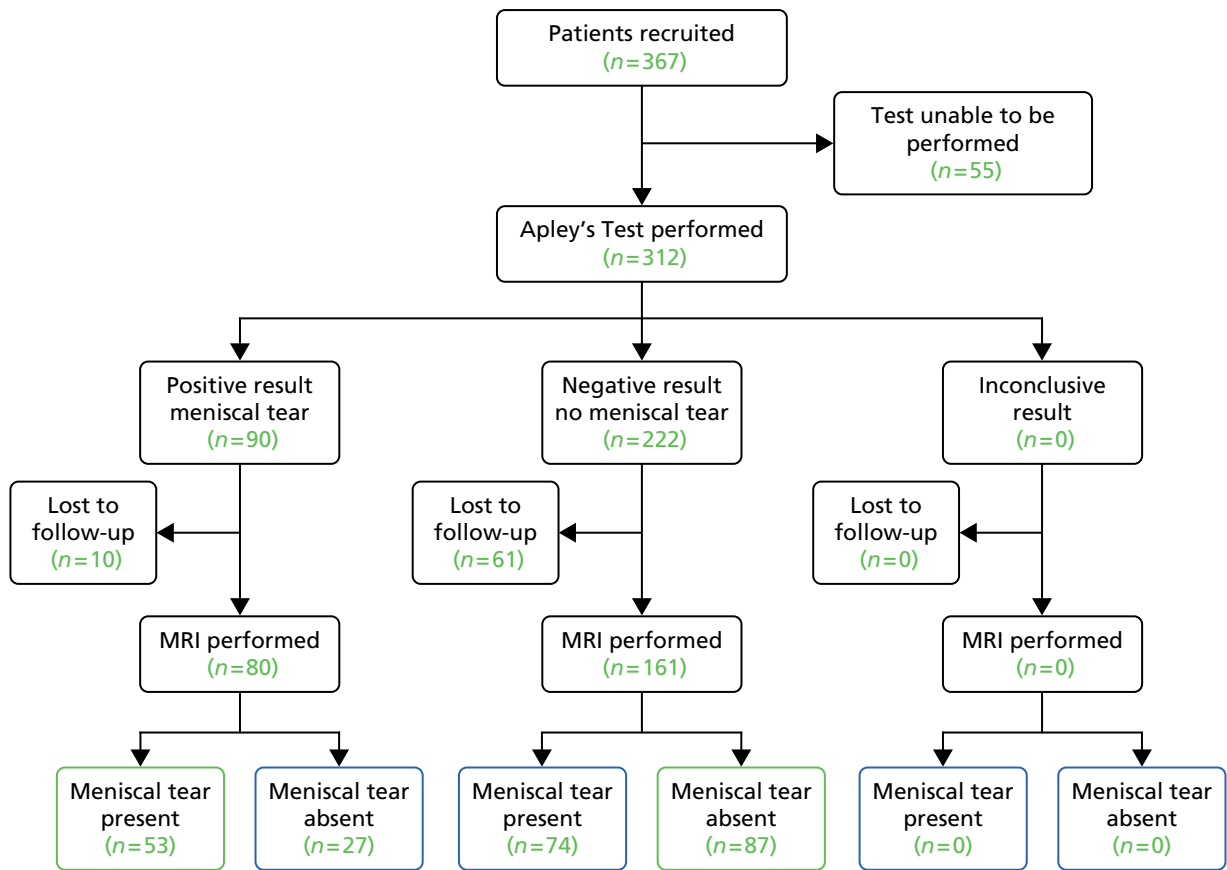 Patients recruited
(n=367)
Test unable to be
performed
(n=55)
Apley’s Test performed
(n=312)
Positive result
meniscal tear
(n=90)
Negative result
no meniscal tear
(n=222)
Inconclusive
result
(n=0)
Lost to
follow-up
(n=10)
Lost to
follow-up
(n=61)
Lost to
follow-up
(n=0)
MRI performed
(n=80)
MRI performed
(n=161)
MRI performed
(n=0)
Meniscal tear
present
(n=53)
Meniscal tear
absent
(n=27)
Meniscal tear
present
(n=74)
Meniscal tear
absent
(n=87)
Meniscal tear
present
(n=0)
Meniscal tear
absent
(n=0)